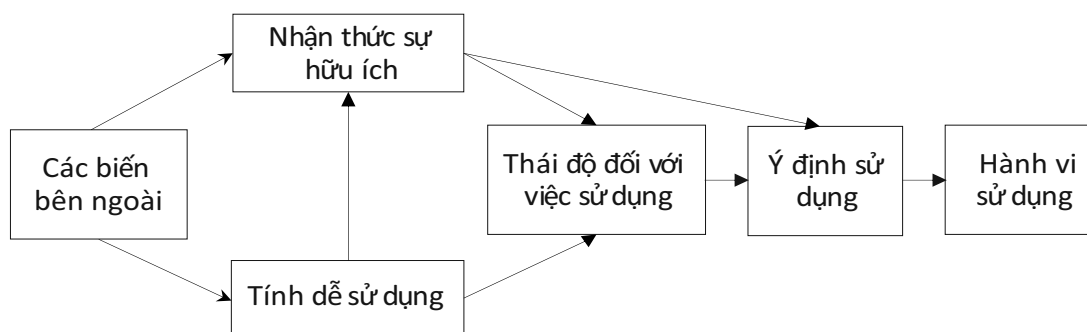 Nhận thức sự
hữu ích
Các biến
bên ngoài
Thái độ đối với
việc sử dụng
Ý định sử
dụng
Hành vi
sử dụng
Tính dễ sử dụng